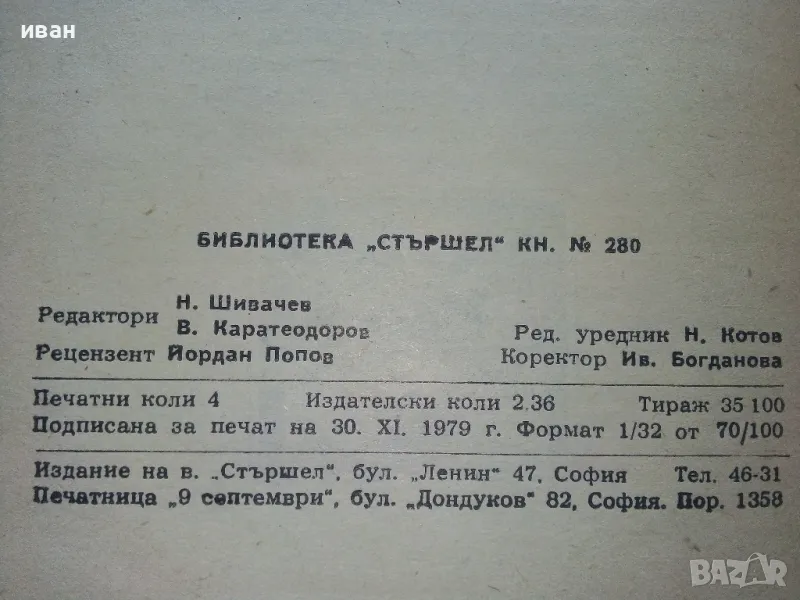 иван
БИБЛИОТЕКА „СТЪРШЕЛ" КН. № 280
Редактори Н. Шивачев
В. Каратеодоров
Ред. уредник Н. Котов
Рецензент Йордан Попов
Коректор Ив. Богданова
Печатни коли 4 Издателски коли 2.36 Тираж 35 100
Подписана за печат на 30. XI. 1979 г. Формат 1/32 от 70/100
Издание на в. „Стършел", бул. „Ленин" 47, София Тел. 46-31
Печатница „9 септември", бул. „Дондуков" 82, София. Пор. 1358
BAZAR